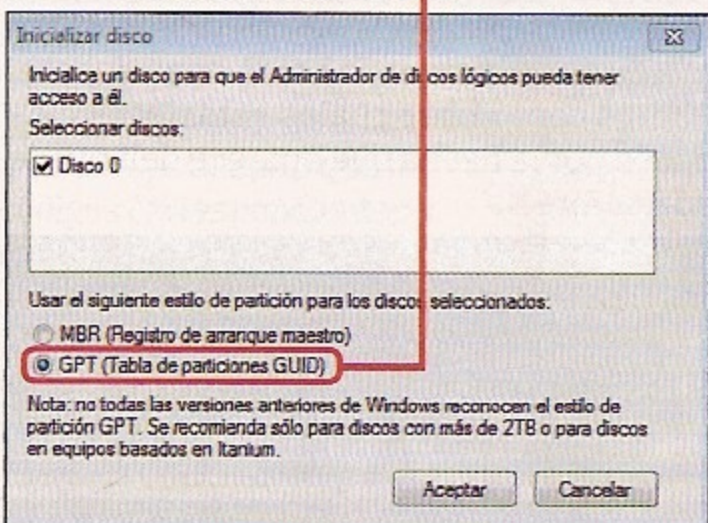 Inicializar disco
Inicialice un disco para que el Administrador de discos lógicos pueda tener
acceso a él.
Seleccionar discos:
Disco 0
Usar el siguiente estilo de partición para los discos seleccionados:
MBR (Registro de arranque maestro)
GPT (Tabla de particiones GUID)
Nota: no todas las versiones anteriores de Windows reconocen el estilo de
partición GPT. Se recomienda sólo para discos con más de 2TB o para discos
en equipos basados en Itanium.
Aceptar
Cancelar